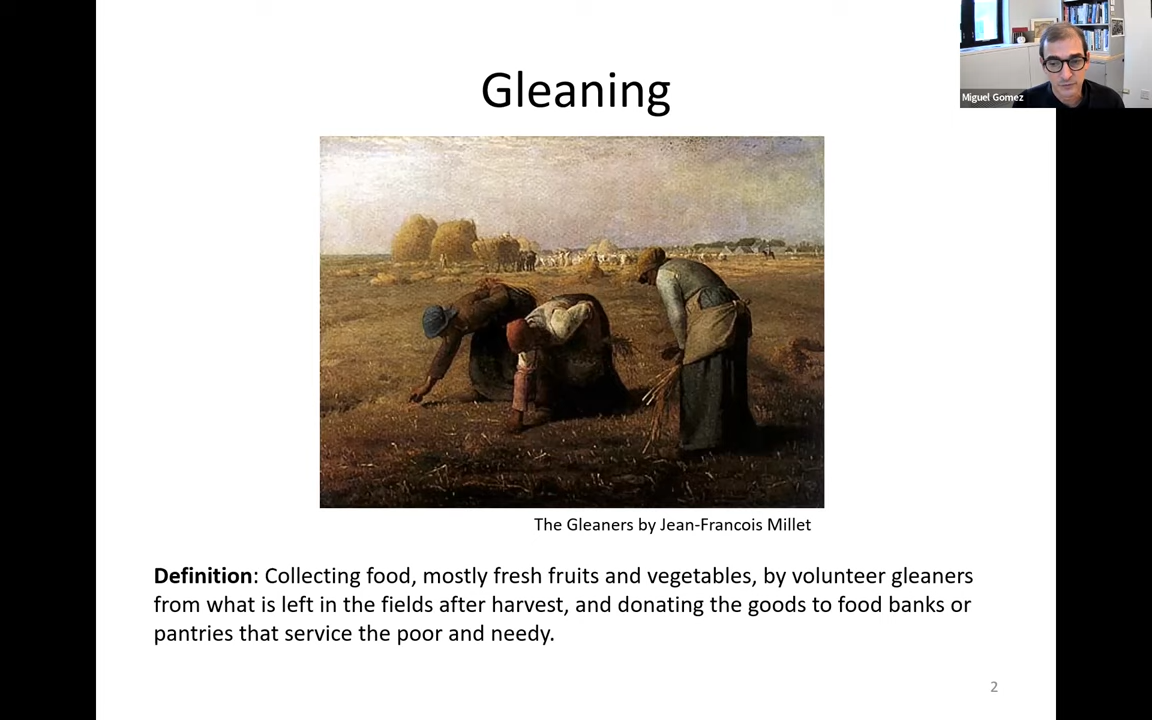 Gleaning
Miguel Gomez
The Gleaners by Jean-Francois Millet
Definition: Collecting food, mostly fresh fruits and vegetables, by volunteer gleaners
from what is left in the fields after harvest, and donating the goods to food banks or
pantries that service the poor and needy.
2